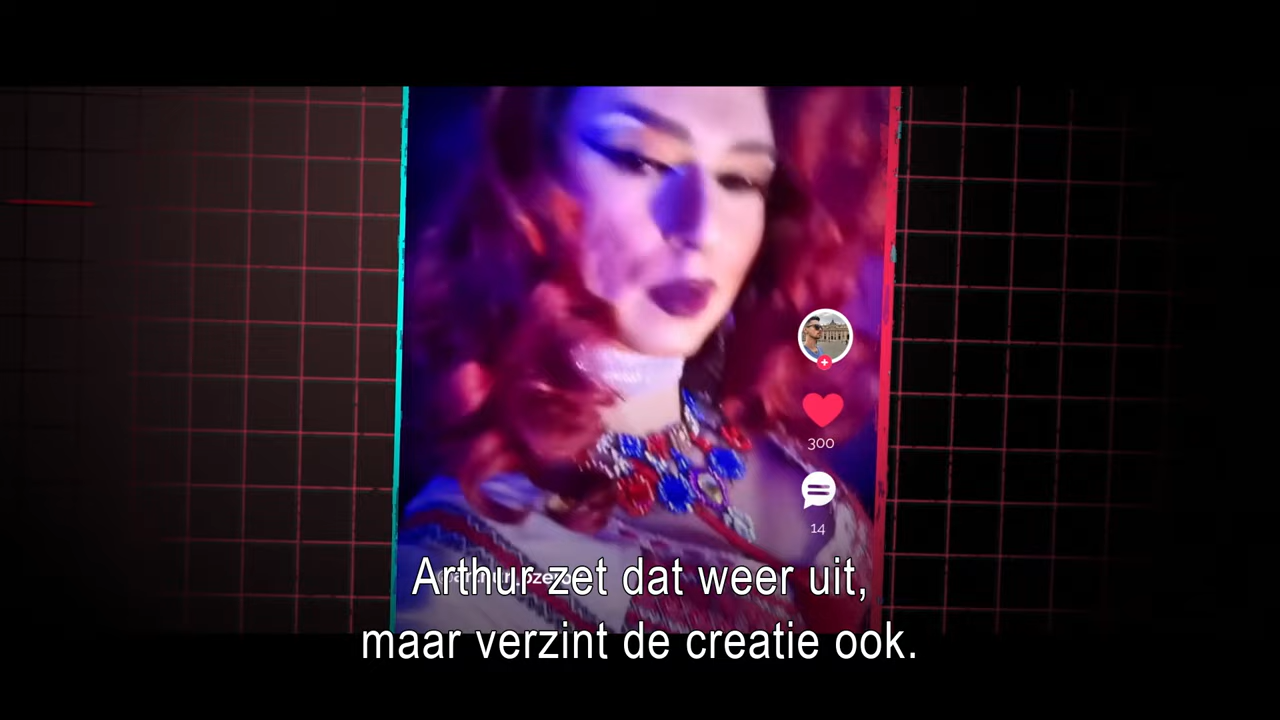 300
14
Arthur zet dat weer uit,
maar verzint de creatie ook.